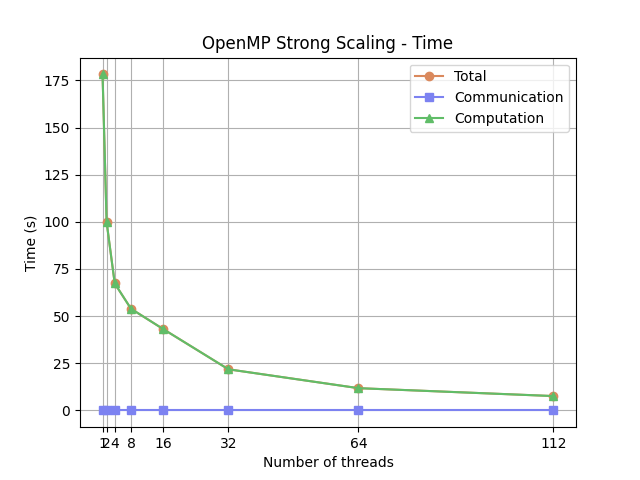 OpenMP Strong Scaling - Time
Total
Communication
Computation
175
150
125
100
75
50
25
0
Time (s)
1 2 4 8 16 32 64 112
Number of threads